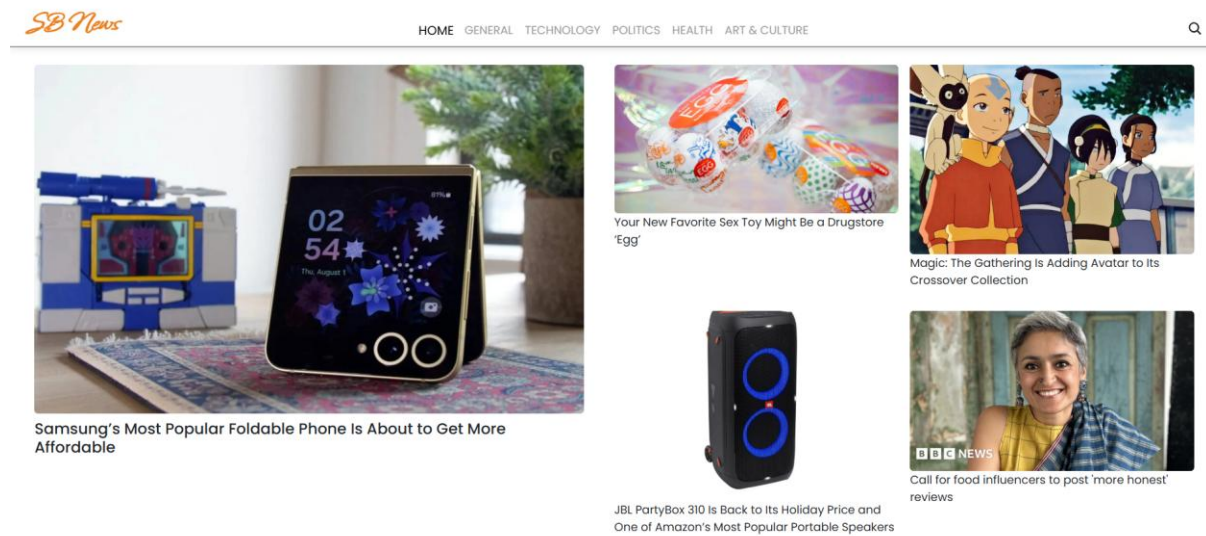 SB News
HOME GENERAL TECHNOLOGY POLITICS HEALTH ART & CULTURE
02
54
Thu, August 1
Samsung’s Most Popular Foldable Phone Is About to Get More
Affordable
EGG
EGG
Your New Favorite Sex Toy Might Be a Drugstore
‘Egg’
Magic: The Gathering Is Adding Avatar to Its
Crossover Collection
JBL PartyBox 310 Is Back to Its Holiday Price and
One of Amazon’s Most Popular Portable Speakers
BBC NEWS
Call for food influencers to post 'more honest'
reviews